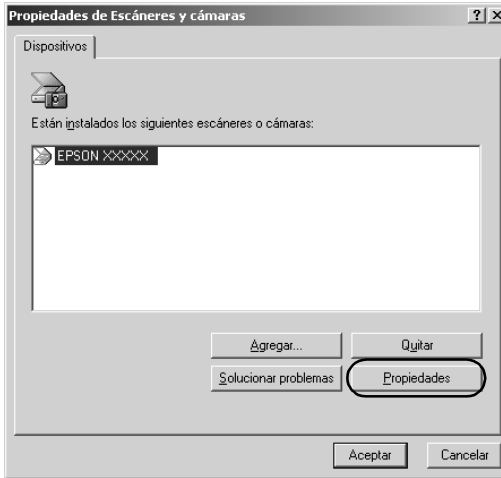 Propiedades de Escáneres y cámaras
Dispositivos
Están instalados los siguientes escáneres o cámaras:
EPSON XXXXX
Agregar...
Quitar
Solucionar problemas
Propiedades
Aceptar
Cancelar